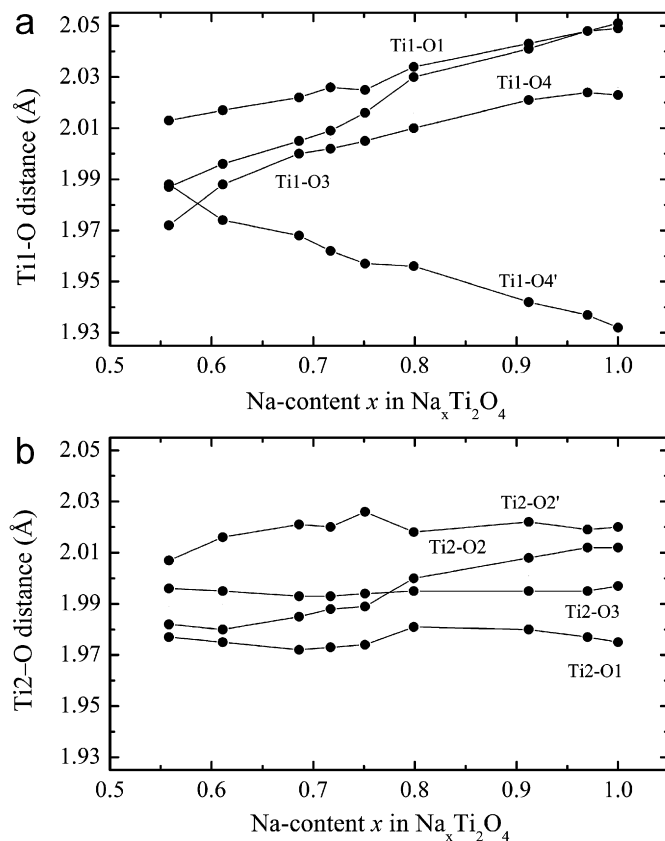 a
2.05
2.03
2.01
1.99
1.97
1.95
1.93
Ti1-O distance (Å)
Ti1-O1
Ti1-O4
Ti1-O3
Ti1-O4'
0.5 0.6 0.7 0.8 0.9 1.0
Na-content x in NaxTi2O4
b
2.05
2.03
2.01
1.99
1.97
1.95
1.93
Ti2–O distance (Å)
Ti2-O2'
Ti2-O2
Ti2-O3
Ti2-O1
0.5 0.6 0.7 0.8 0.9 1.0
Na-content x in NaxTi2O4